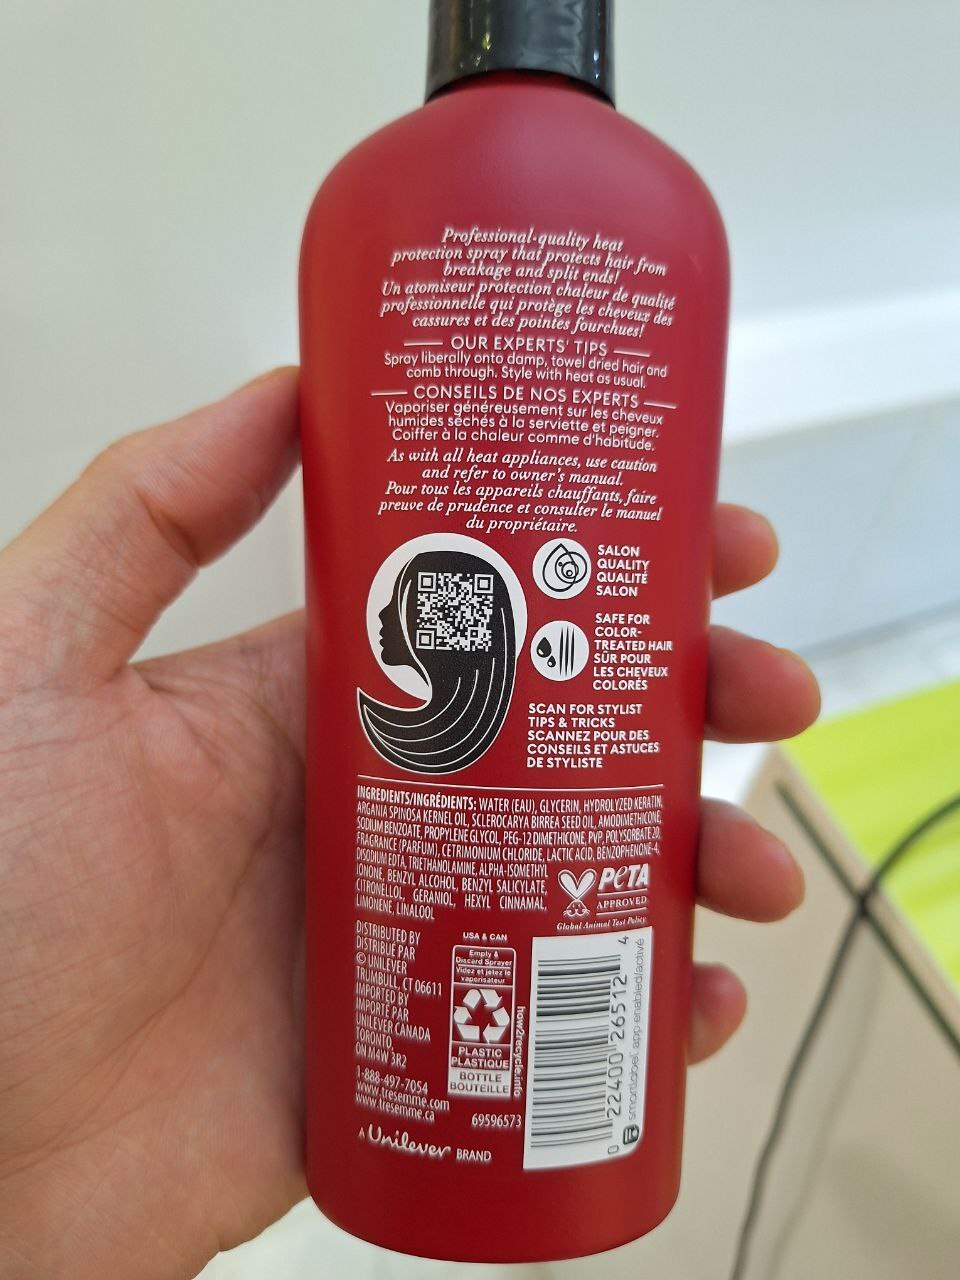 Professional-quality heat
protection spray that protects hair from
breakage and split ends!
Un atomiseur protection chaleur de qualité
professionnelle qui protège les cheveux des
cassures et des pointes fourchues!
OUR EXPERTS' TIPS
Spray liberally onto damp, towel dried hair and
comb through. Style with heat as usual.
CONSEILS DE NOS EXPERTS
Vaporiser généreusement sur les cheveux
humides séchés à la serviette et peigner.
Coiffer à la chaleur comme d'habitude.
As with all heat appliances, use caution
and refer to owner's manual.
Pour tous les appareils chauffants, faire
preuve de prudence et consulter le manuel
du propriétaire.
SALON
QUALITY
QUALITÉ
SALON
SAFE FOR
COLOR-
TREATED HAIR
SÛR POUR
LES CHEVEUX
COLORÉS
SCAN FOR STYLIST
TIPS & TRICKS
SCANNEZ POUR DES
CONSEILS ET ASTUCES
DE STYLISTE
INGREDIENTS/INGRÉDIENTS: WATER (EAU), GLYCERIN, HYDROLYZED KERATIN,
ARGANIA SPINOSA KERNEL OIL, SCLEROCARYA BIRREA SEED OIL, AMODIMETHICONE,
SODIUM BENZOATE, PROPYLENE GLYCOL, PEG-12 DIMETHICONE, PVP, POLYSORBATE 20,
FRAGRANCE (PARFUM), CETRIMONIUM CHLORIDE, LACTIC ACID, BENZOPHENONE-4,
DISODIUM EDTA, TRIETHANOLAMINE, ALPHA-ISOMETHYL
IONONE, BENZYL ALCOHOL, BENZYL SALICYLATE,
CITRONELLOL, GERANIOL, HEXYL CINNAMAL,
LIMONENE, LINALOOL
PETA
APPROVED
Global Animal Test Policy
DISTRIBUTED BY
DISTRIBUÉ PAR
© UNILEVER
TRUMBULL, CT 06611
IMPORTED BY
IMPORTÉ PAR
UNILEVER CANADA
TORONTO,
ON M4W 3R2
1-888-497-7054
www.tresemme.com
www.tresemme.ca
USA & CAN
Empty &
Discard Sprayer
Videz et jetez le
vaporisateur
PLASTIC
PLASTIQUE
BOTTLE
BOUTEILLE
how2recycle.info
69596573
0 22400 26512 4
smartlabel app enabled/activé
A Unilever BRAND